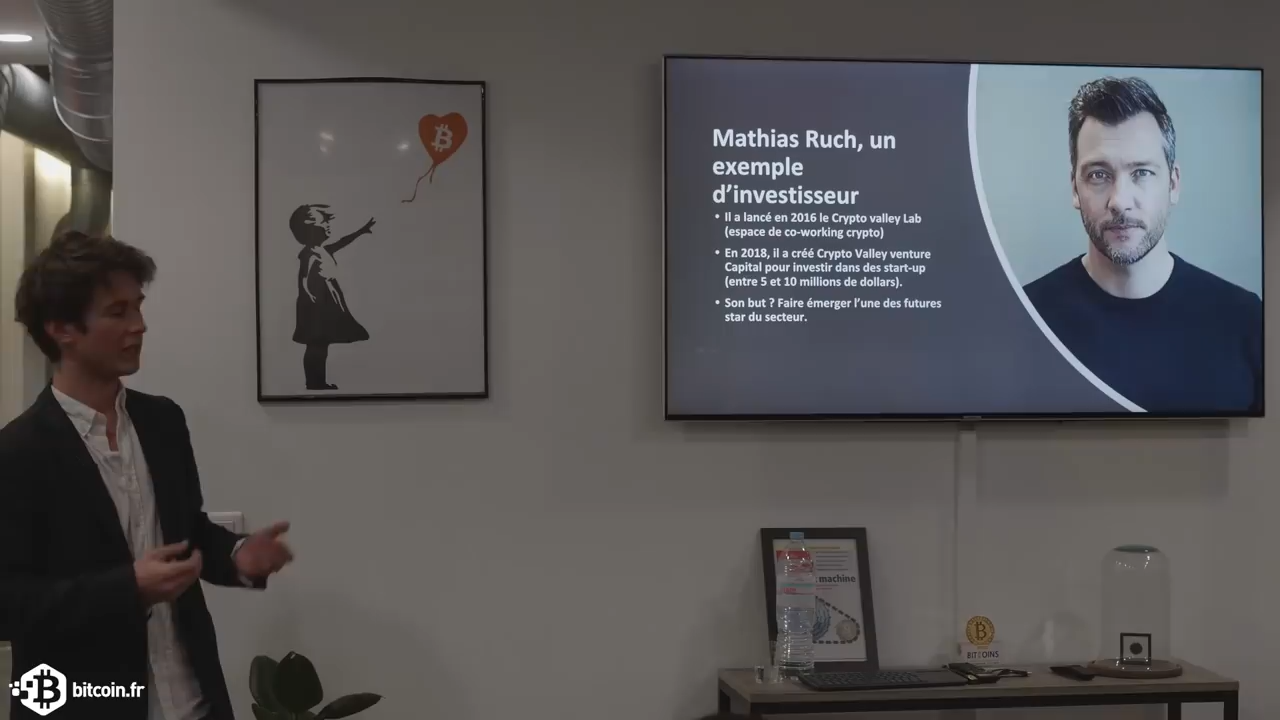 Mathias Ruch, un
exemple
d'investisseur
• Il a lancé en 2016 le Crypto valley Lab
(espace de co-working crypto)
• En 2018, il a créé Crypto Valley venture
Capital pour investir dans des start-up
(entre 5 et 10 millions de dollars).
• Son but ? Faire émerger l'une des futures
star du secteur.
machine
BITCOINS
bitcoin.fr